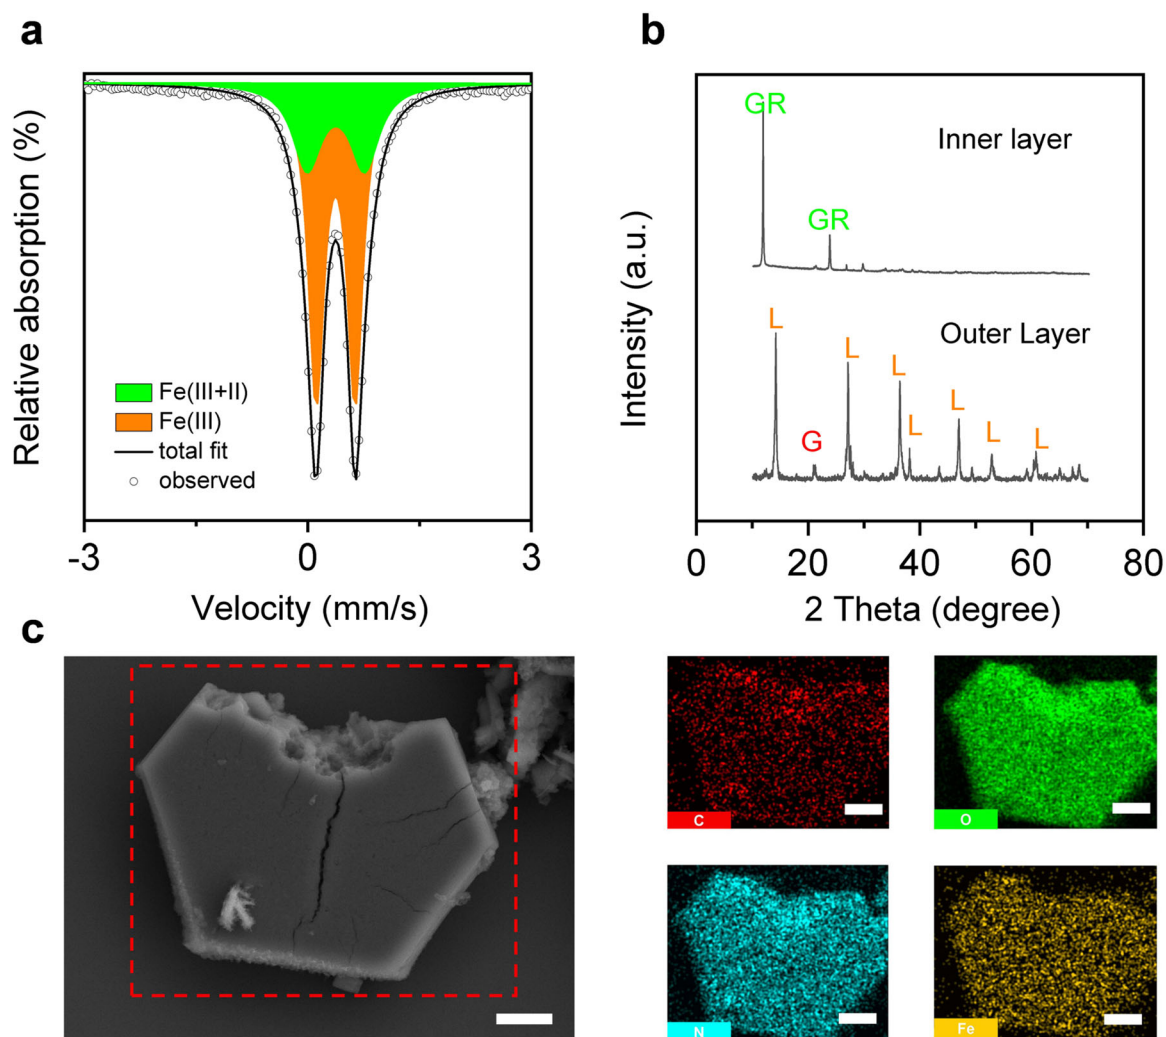 a
Relative absorption (%)
Fe(III+II)
Fe(III)
total fit
observed
-3
0
3
Velocity (mm/s)
b
Intensity (a.u.)
GR
Inner layer
GR
Outer Layer
L
L
L
L
L
L
L
G
0
20
40
60
80
2 Theta (degree)
c
C
O
N
Fe